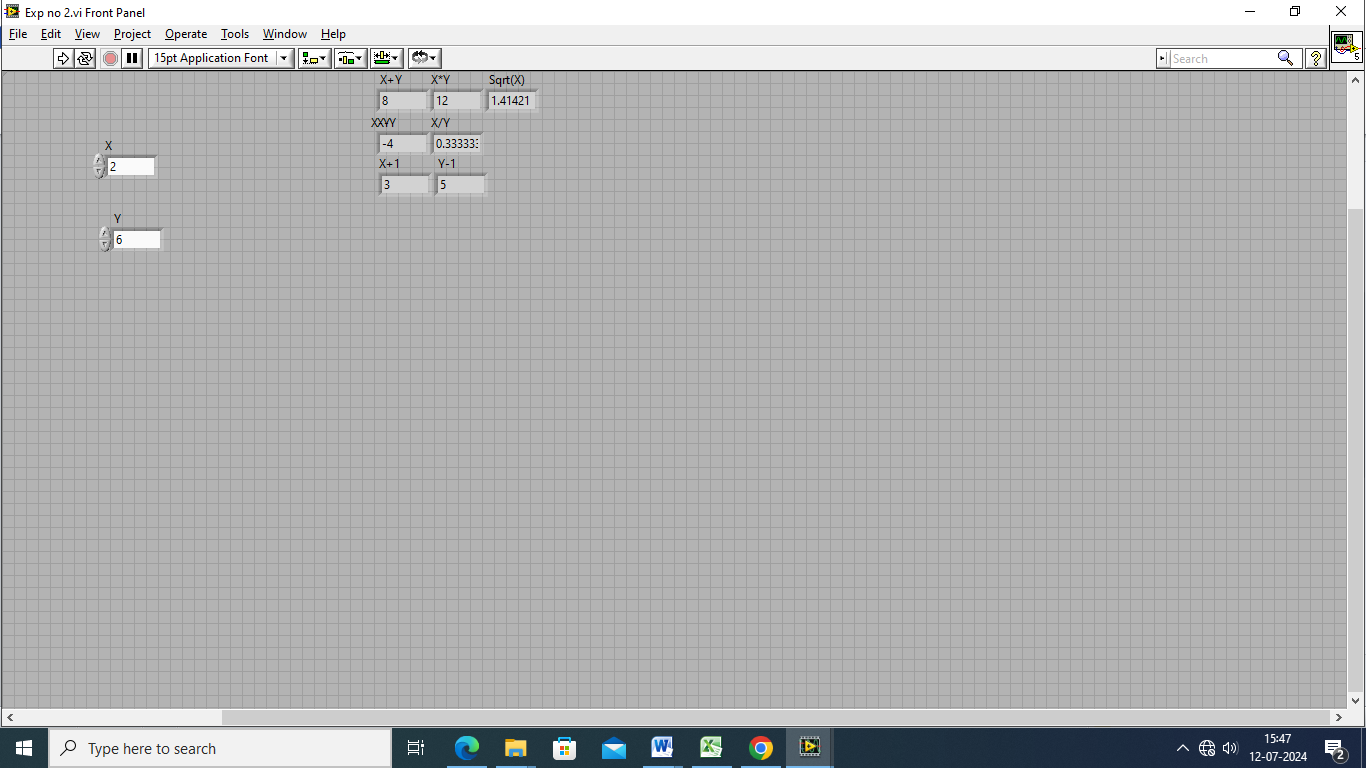 Exp no 2.vi Front Panel
File Edit View Project Operate Tools Window Help
15pt Application Font
Search
5
X+Y X*Y Sqrt(X)
8 12 1.41421
X/Y
-4 0.333333
X
2
X+1 Y-1
3 5
Y
6
Type here to search
15:47
12-07-2024
2